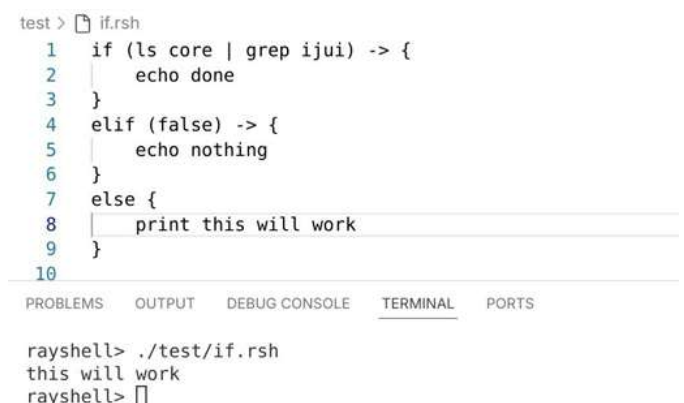 test > if.rsh
1 if (ls core | grep ijui) -> {
2     echo done
3 }
4 elif (false) -> {
5     echo nothing
6 }
7 else {
8     print this will work
9 }
10
PROBLEMS OUTPUT DEBUG CONSOLE TERMINAL PORTS
rayshell> ./test/if.rsh
this will work
rayshell>